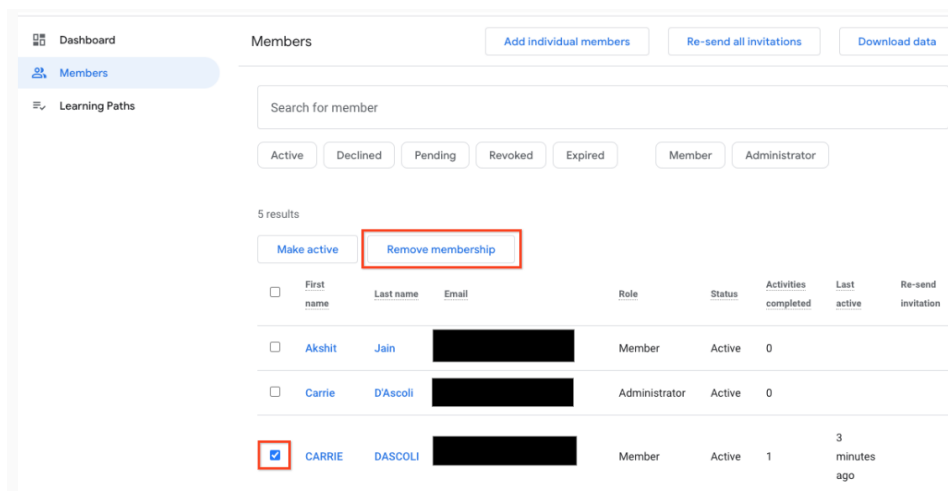 Dashboard
Members
Learning Paths
Members
Add individual members
Re-send all invitations
Download data
Search for member
Active
Declined
Pending
Revoked
Expired
Member
Administrator
5 results
Make active
Remove membership
First name
Last name
Email
Role
Status
Activities completed
Last active
Re-send invitation
Akshit Jain Member Active 0
Carrie D'Ascoli Administrator Active 0
CARRIE DASCOLI Member Active 1 3 minutes ago